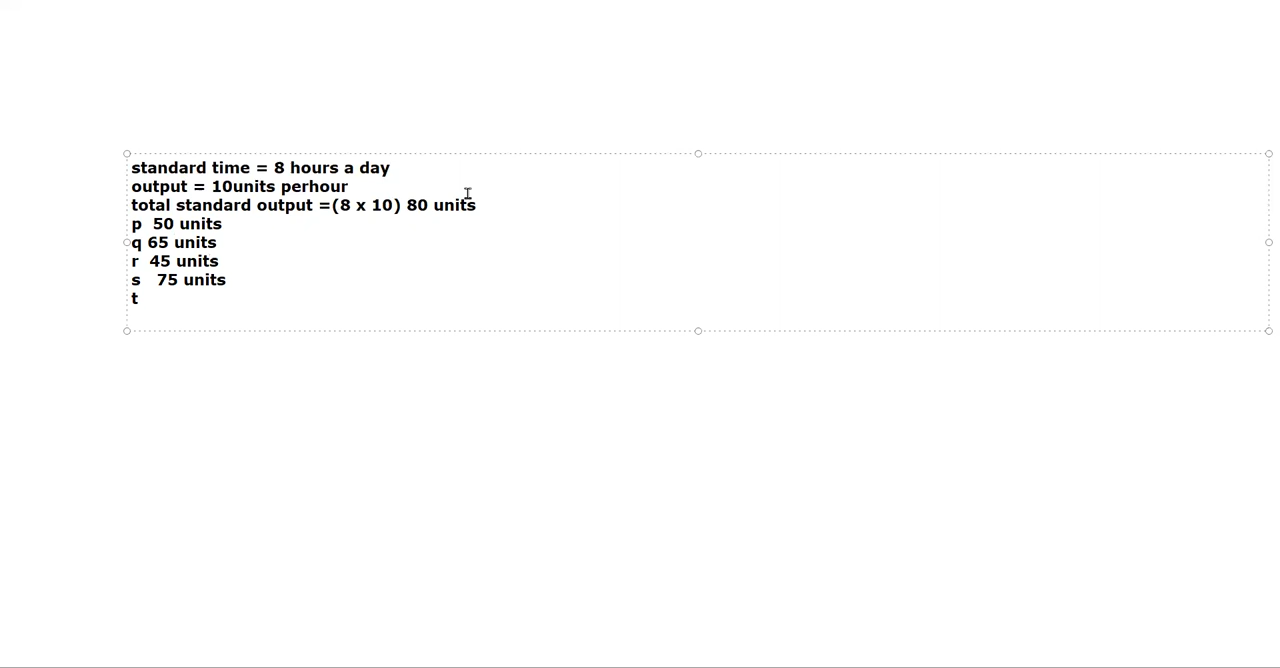 standard time = 8 hours a day
output = 10units perhour
total standard output =(8 x 10) 80 units
p  50 units
q 65 units
r  45 units
s   75 units
t